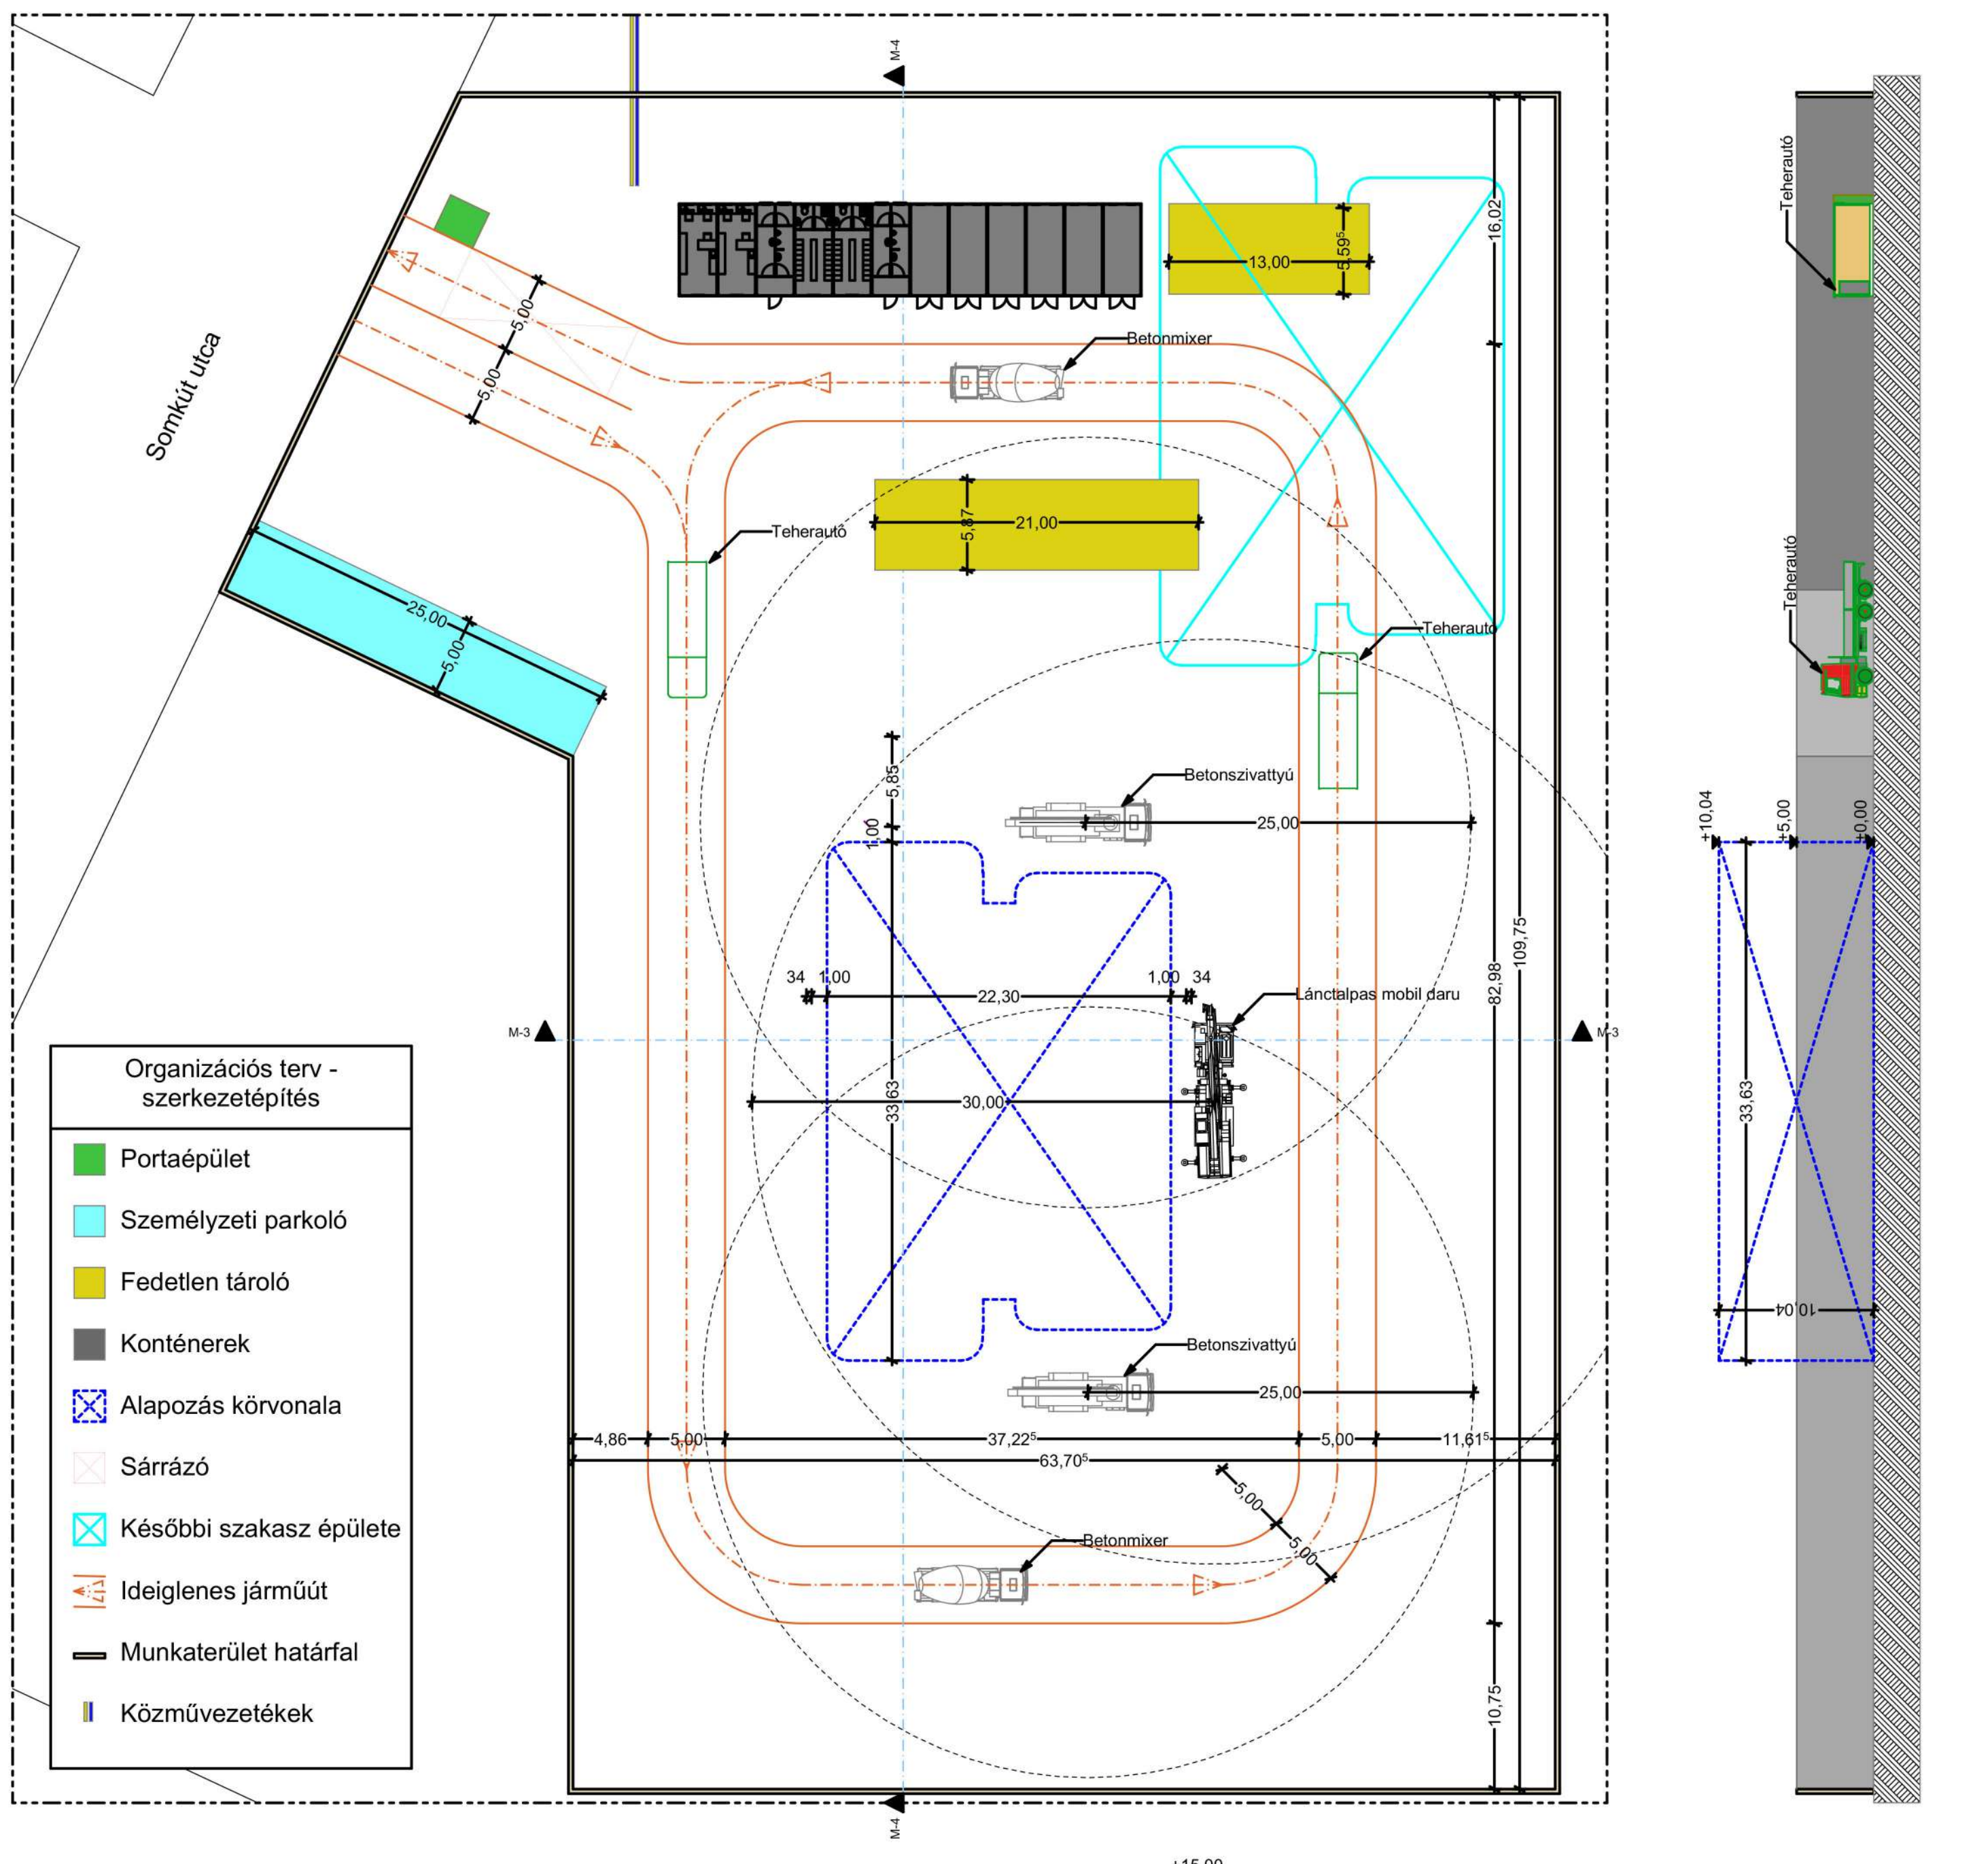 M-4
Somkút utca
5,00
5,00
13,00
5,59⁵
16,02
Betonmixer
Teherautó
21,00
5,87
Teherautó
25,00
5,00
Betonszivattyú
25,00
5,85
1,00
34
1,00
22,30
1,00
34
Lánctalpas mobil daru
82,98
109,75
M-3
M-3
30,00
33,63
Betonszivattyú
25,00
4,86
5,00
37,22⁵
5,00
11,61⁵
63,70⁵
5,00
5,00
Betonmixer
10,75
M-4
Teherautó
Teherautó
+10,04
+5,00
±0,00
33,63
10,04
+15,00
Organizációs terv -
szerkezetépítés
Portaépület
Személyzeti parkoló
Fedetlen tároló
Konténerek
Alapozás körvonala
Sárrázó
Későbbi szakasz épülete
Ideiglenes járműút
Munkaterület határfal
Közművezetékek